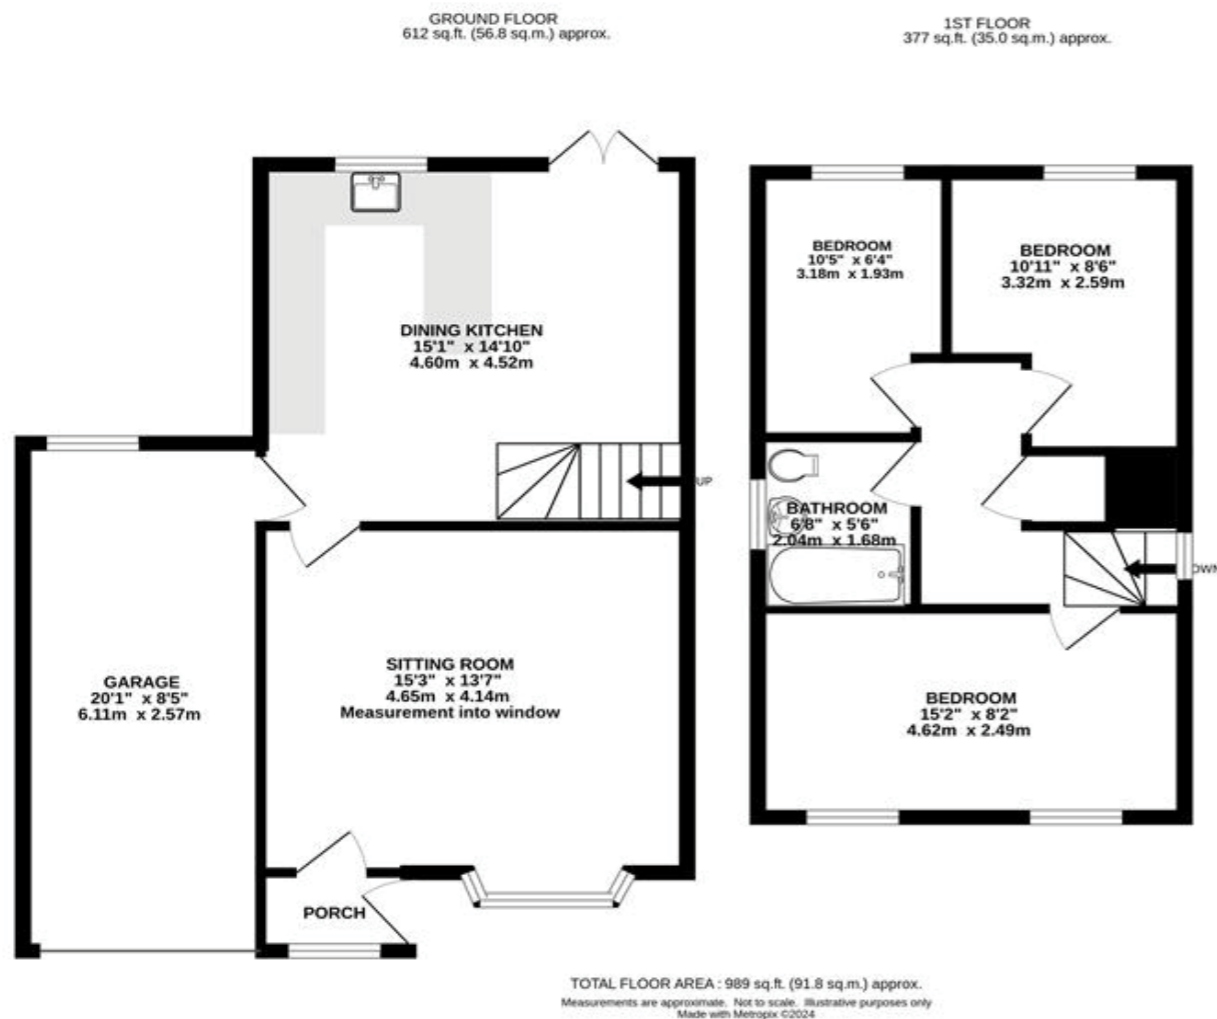 GROUND FLOOR
612 sq.ft. (56.8 sq.m.) approx.
1ST FLOOR
377 sq.ft. (35.0 sq.m.) approx.
DINING KITCHEN
15'1" x 14'10"
4.60m x 4.52m
UP
BEDROOM
10'5" x 6'4"
3.18m x 1.93m
BEDROOM
10'11" x 8'6"
3.32m x 2.59m
BATHROOM
6'8" x 5'6"
2.04m x 1.68m
OWN
GARAGE
20'1" x 8'5"
6.11m x 2.57m
SITTING ROOM
15'3" x 13'7"
4.65m x 4.14m
Measurement into window
BEDROOM
15'2" x 8'2"
4.62m x 2.49m
PORCH
TOTAL FLOOR AREA : 989 sq.ft. (91.8 sq.m.) approx.
Measurements are approximate. Not to scale. Illustrative purposes only
Made with Metropix ©2024